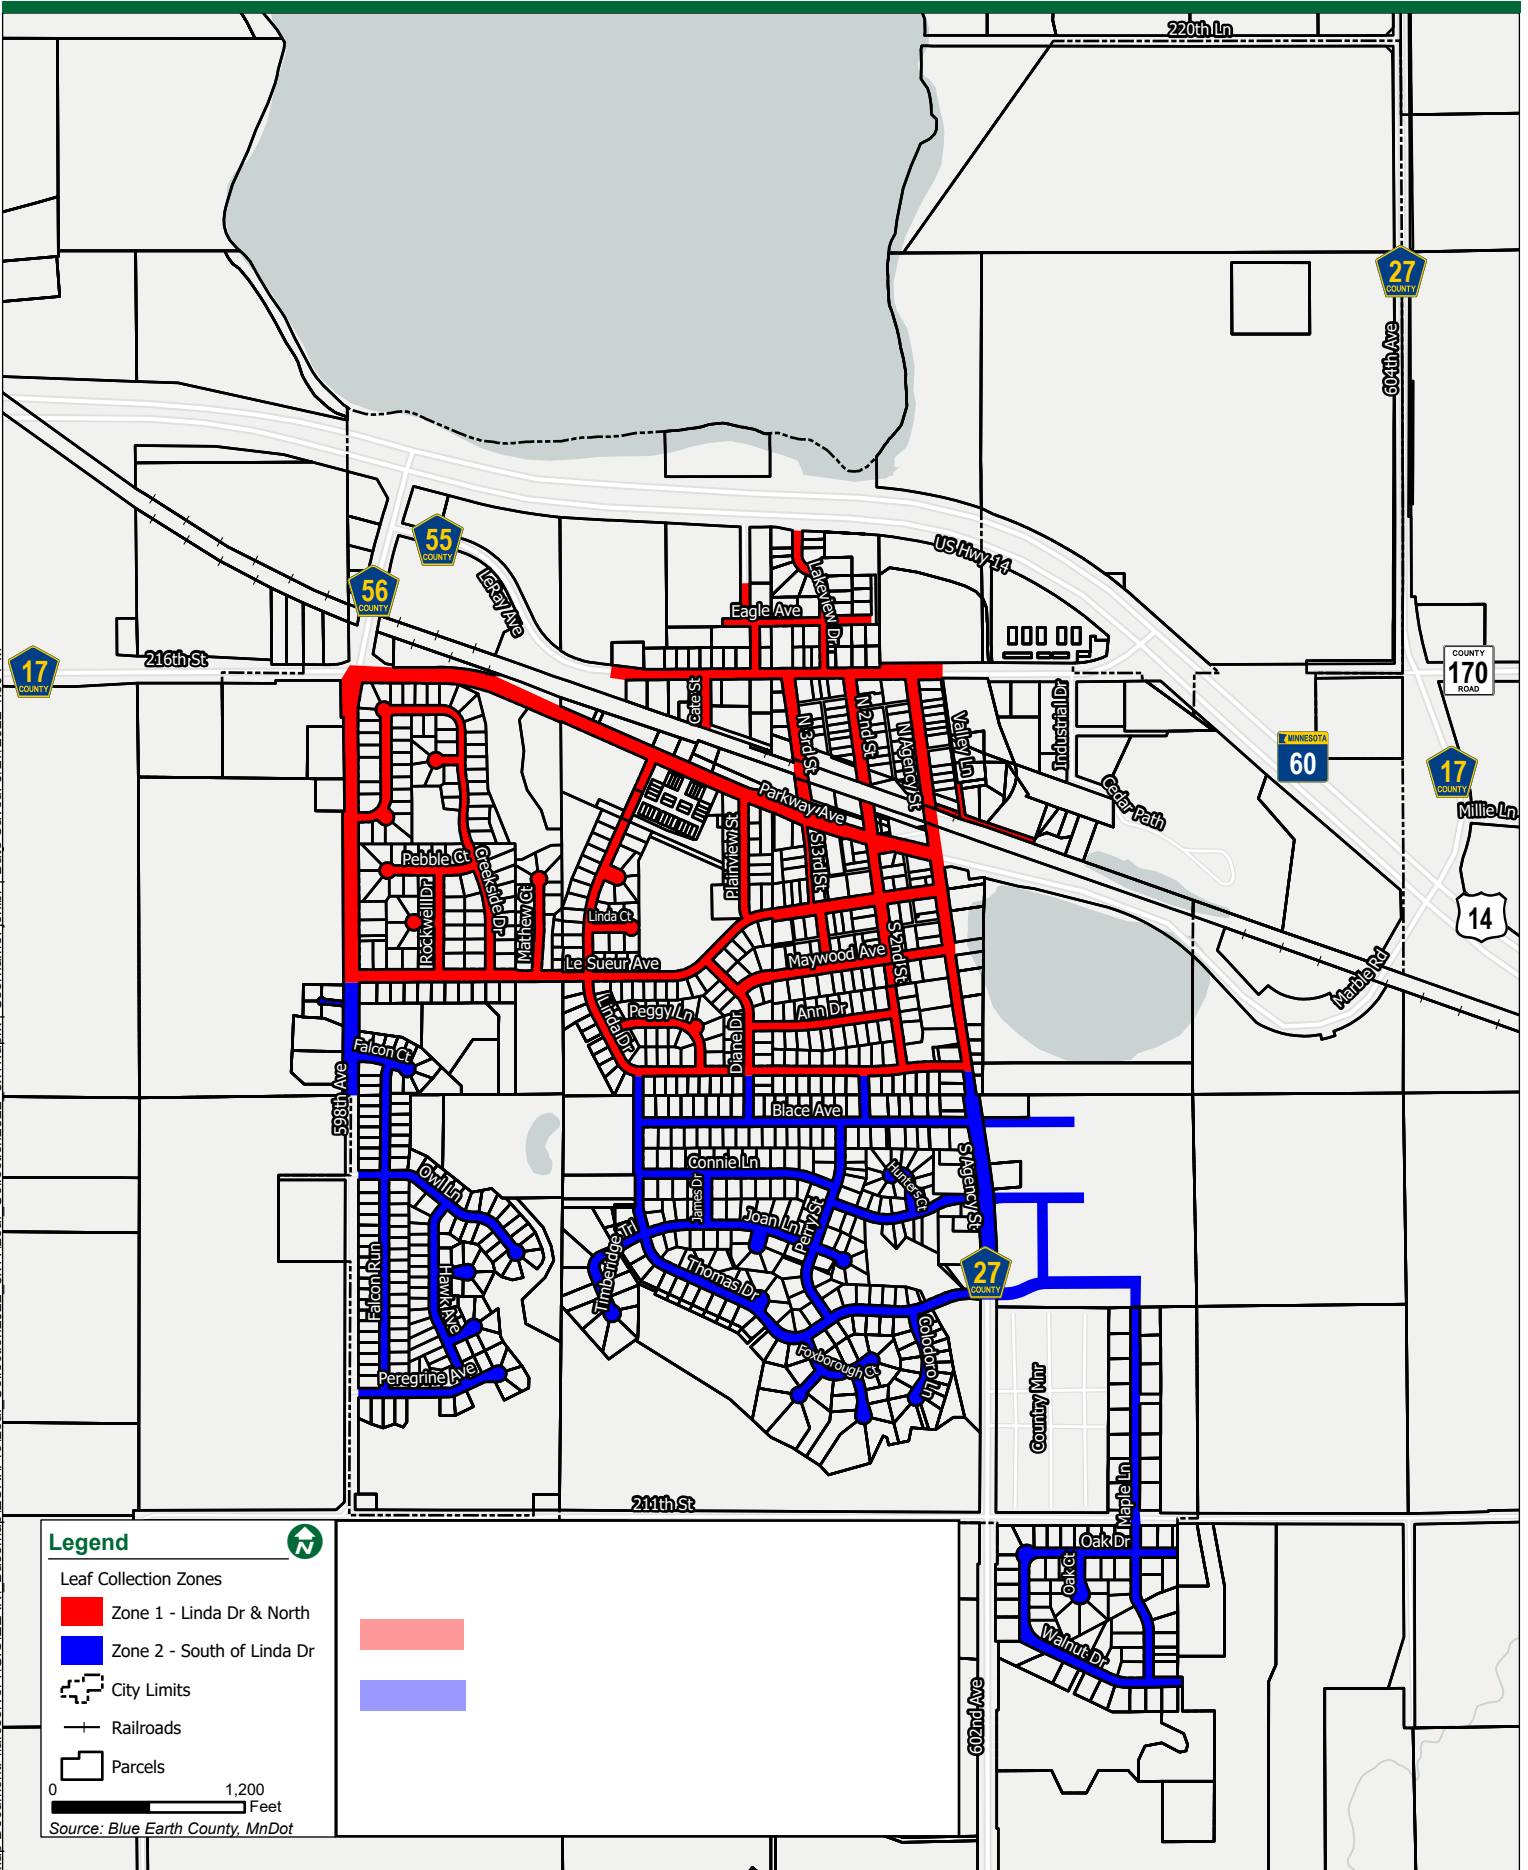 220th Ln
27
COUNTY
604th Ave
US Hwy 14
55
COUNTY
56
COUNTY
LeRay Ave
Lakeview Dr
Eagle Ave
17
COUNTY
216th St
COUNTY
170
ROAD
Cate St
N 3rd St
N 2nd St
N Agency St
Valley Ln
Industrial Dr
MINNESOTA
60
17
COUNTY
Millie Ln
Cedar Path
Parkway Ave
Plainview St
S 3rd St
Pebble Ct
Creekside Dr
Rockwell Dr
Mathew Ct
Linda Ct
14
Le Sueur Ave
Maywood Ave
S 2nd St
Marble Rd
Peggy Ln
Linda Dr
Ann Dr
Diane Dr
Falcon Ct
598th Ave
Blace Ave
Connie Ln
Hunters Ct
S Agency St
Owl Ln
James Dr
Joan Ln
Perry St
Timberidge Trl
Falcon Run
Hawk Ave
Thomas Dr
27
COUNTY
Cobdoro Ln
Foxborough Ct
Peregrine Ave
Country Mnr
Maple Ln
211th St
Oak Dr
Oak Ct
Walnut Dr
602nd Ave
Legend
N
Leaf Collection Zones
Zone 1 - Linda Dr & North
Zone 2 - South of Linda Dr
City Limits
Railroads
Parcels
0 1,200
Feet
Source: Blue Earth County, MnDot